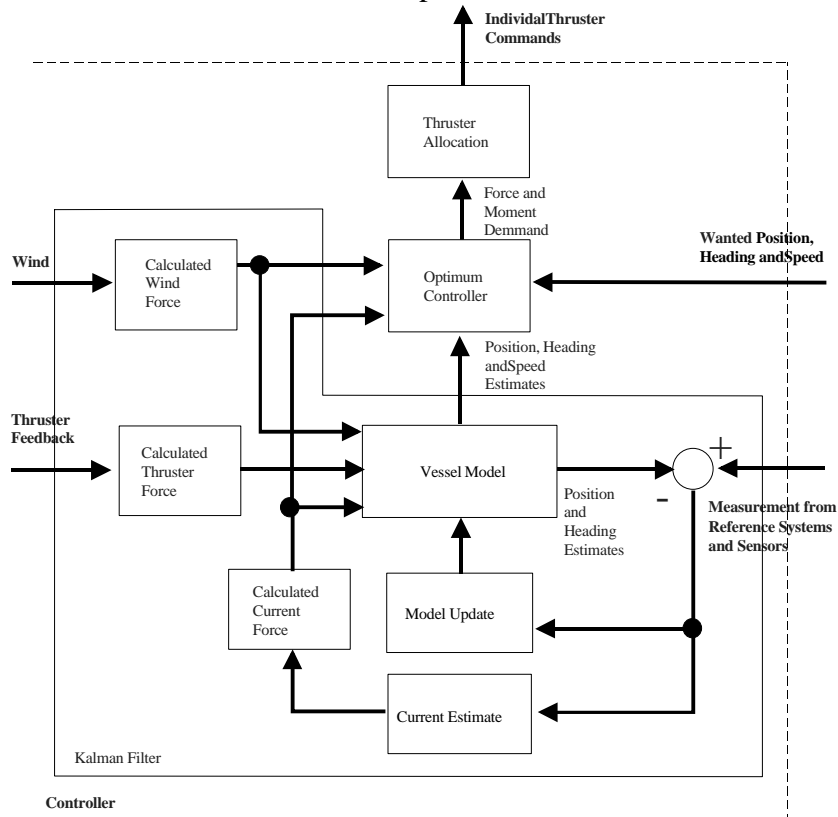 IndividalThruster
Commands
Thruster
Allocation
Force and
Moment
Demmand
Wanted Position,
Heading andSpeed
Wind
Calculated
Wind
Force
Optimum
Controller
Position, Heading
andSpeed
Estimates
Thruster
Feedback
Calculated
Thruster
Force
Vessel Model
+
-
Position
and
Heading
Estimates
Measurement from
Reference Systems
and Sensors
Calculated
Current
Force
Model Update
Current Estimate
Kalman Filter
Controller